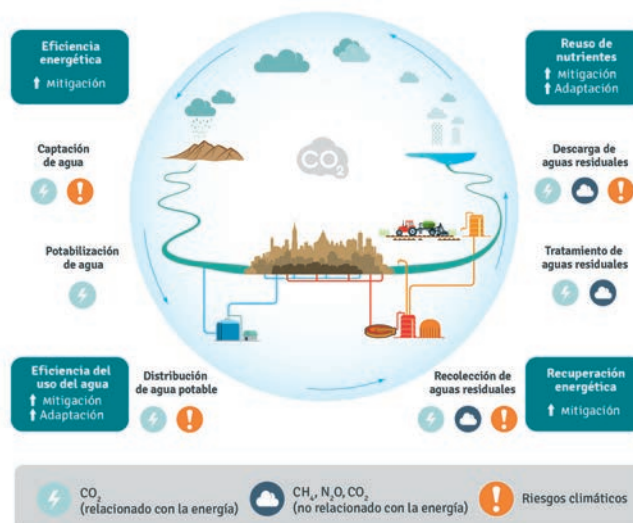 Eficiencia
energética
⬆ Mitigación
Reuso de
nutrientes
⬆ Mitigación
⬆ Adaptación
Captación
de agua
CO₂
Descarga de
aguas residuales
Potabilización
de agua
Tratamiento de
aguas residuales
Eficiencia del
uso del agua
⬆ Mitigación
⬆ Adaptación
Distribución
de agua potable
Recolección de
aguas residuales
Recuperación
energética
⬆ Mitigación
CO₂
(relacionado con la energía)
CH₄, N₂O, CO₂
(no relacionado con la energía)
Riesgos climáticos